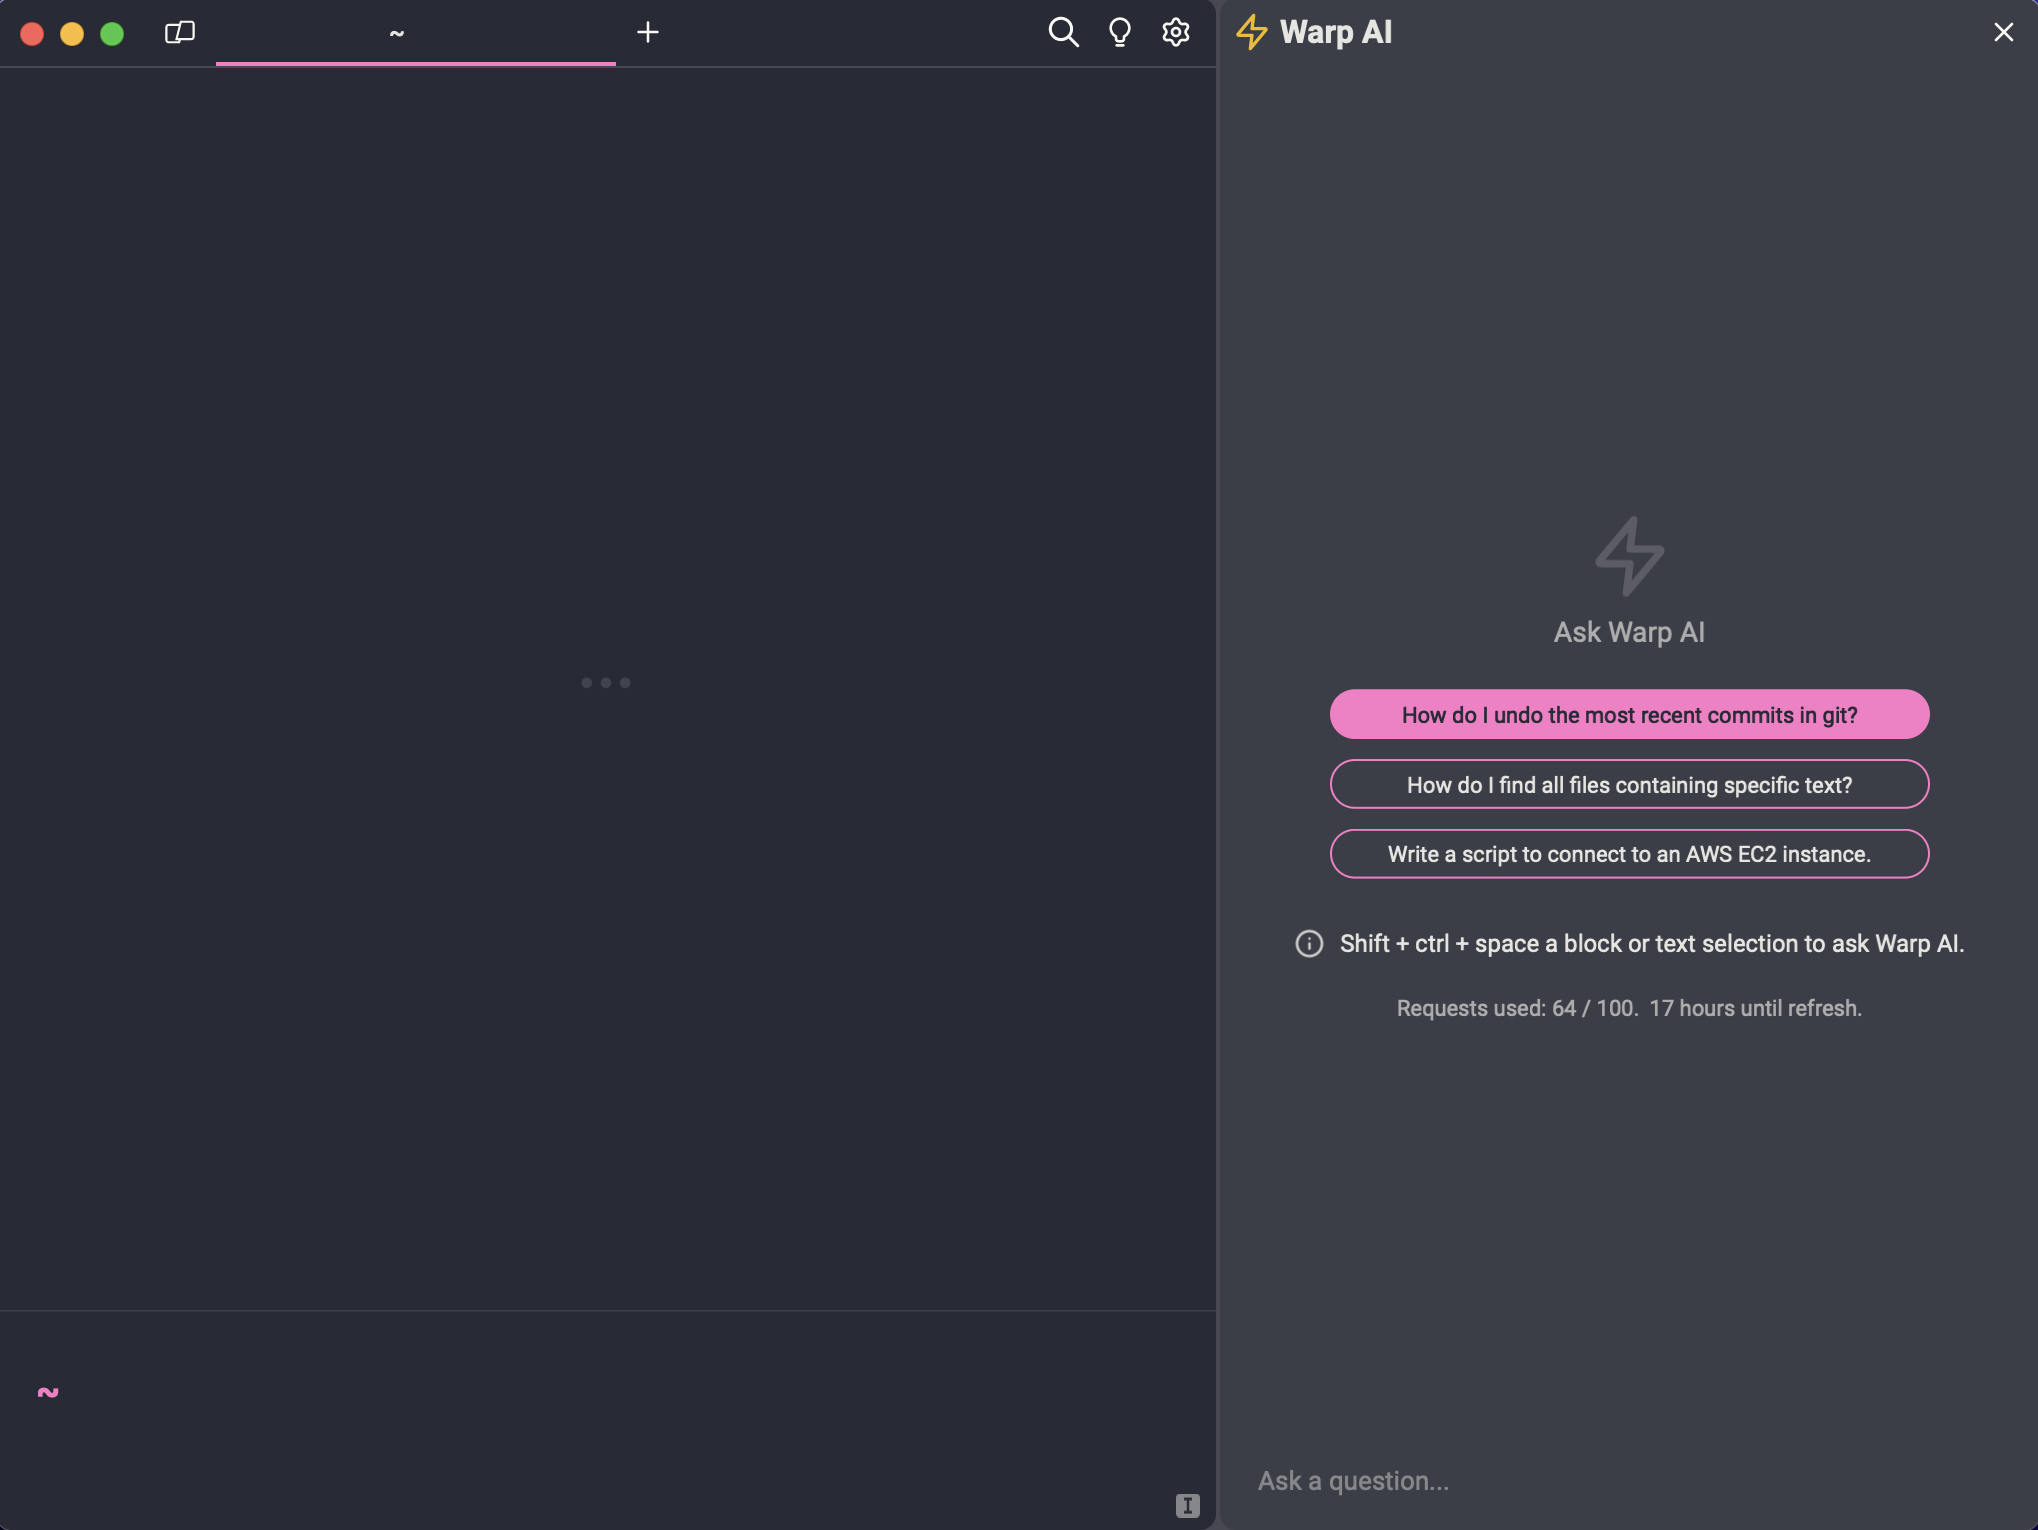 ~
Warp AI
Ask Warp AI
How do I undo the most recent commits in git?
How do I find all files containing specific text?
Write a script to connect to an AWS EC2 instance.
Shift + ctrl + space a block or text selection to ask Warp AI.
Requests used: 64 / 100.  17 hours until refresh.
~
I
Ask a question...